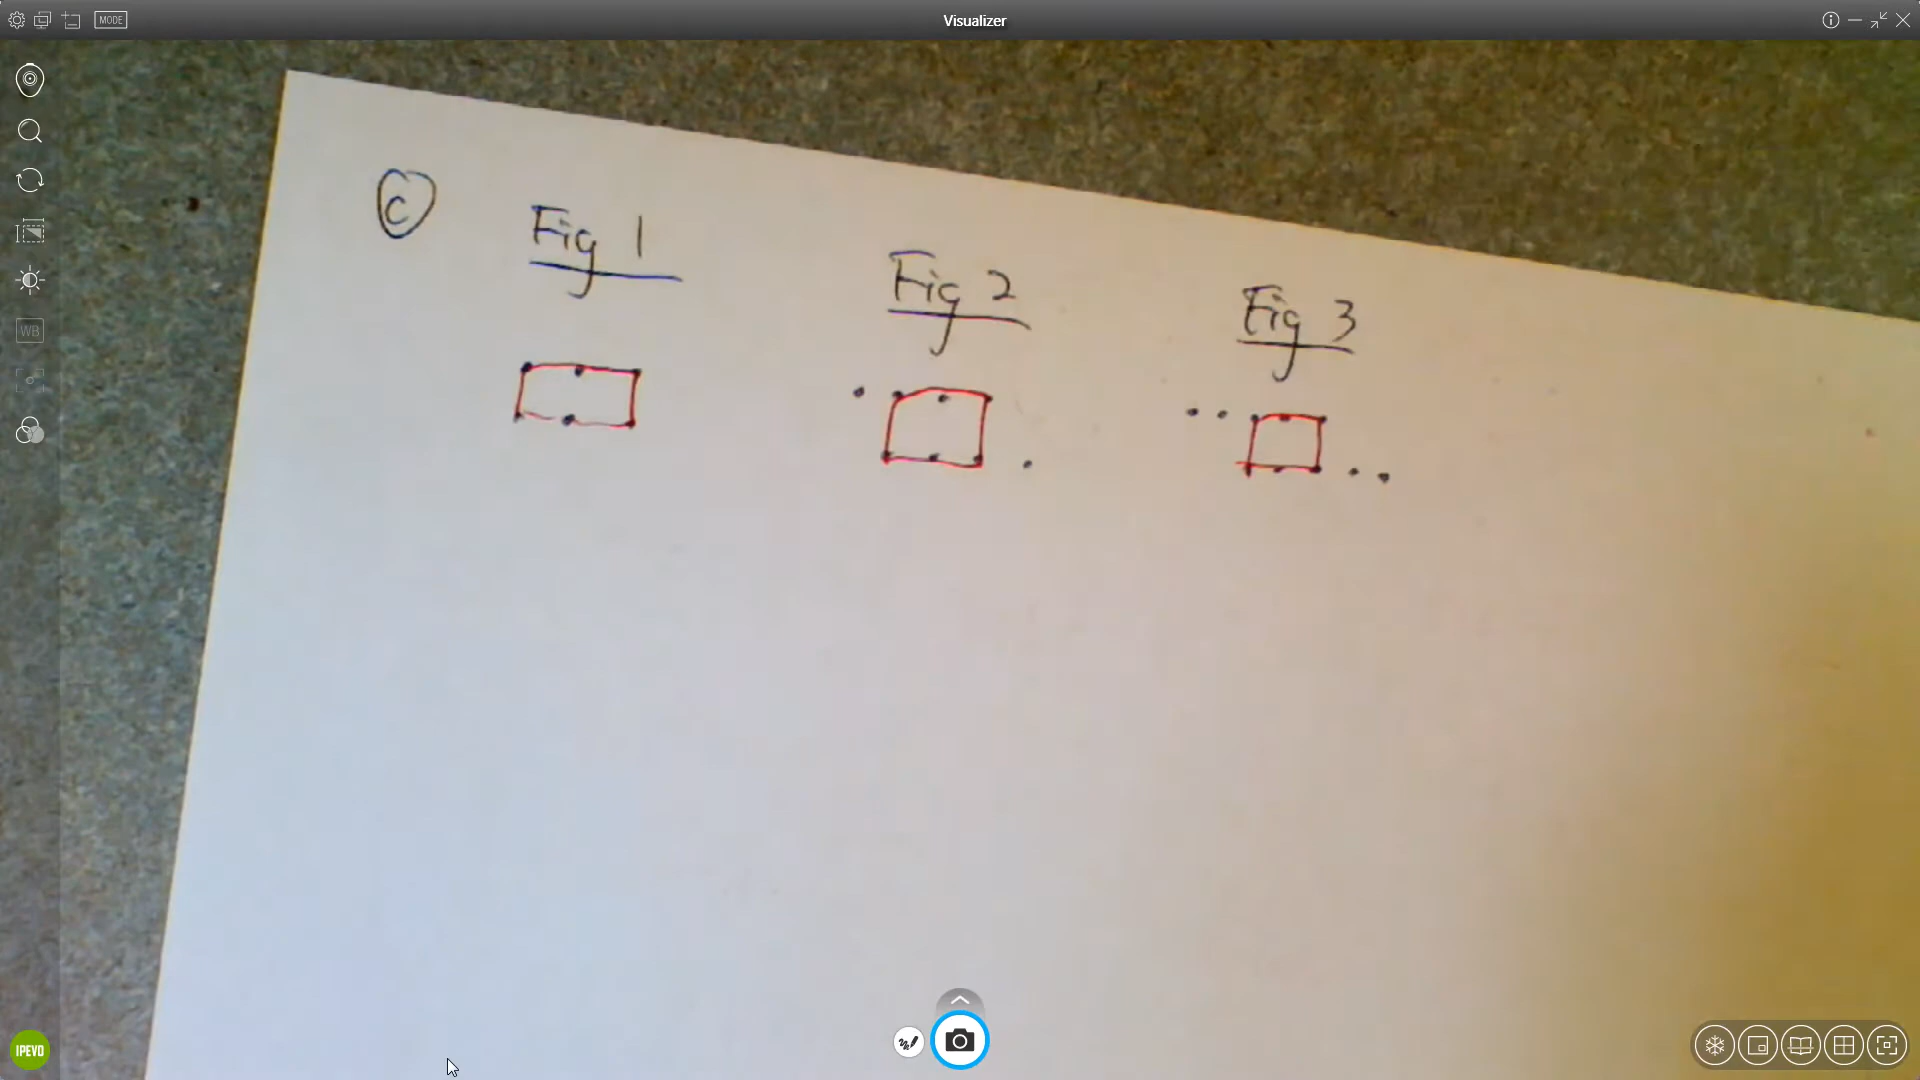 MODE
Visualizer
WB
C
Fig 1
Fig 2
Fig 3
IPEVO